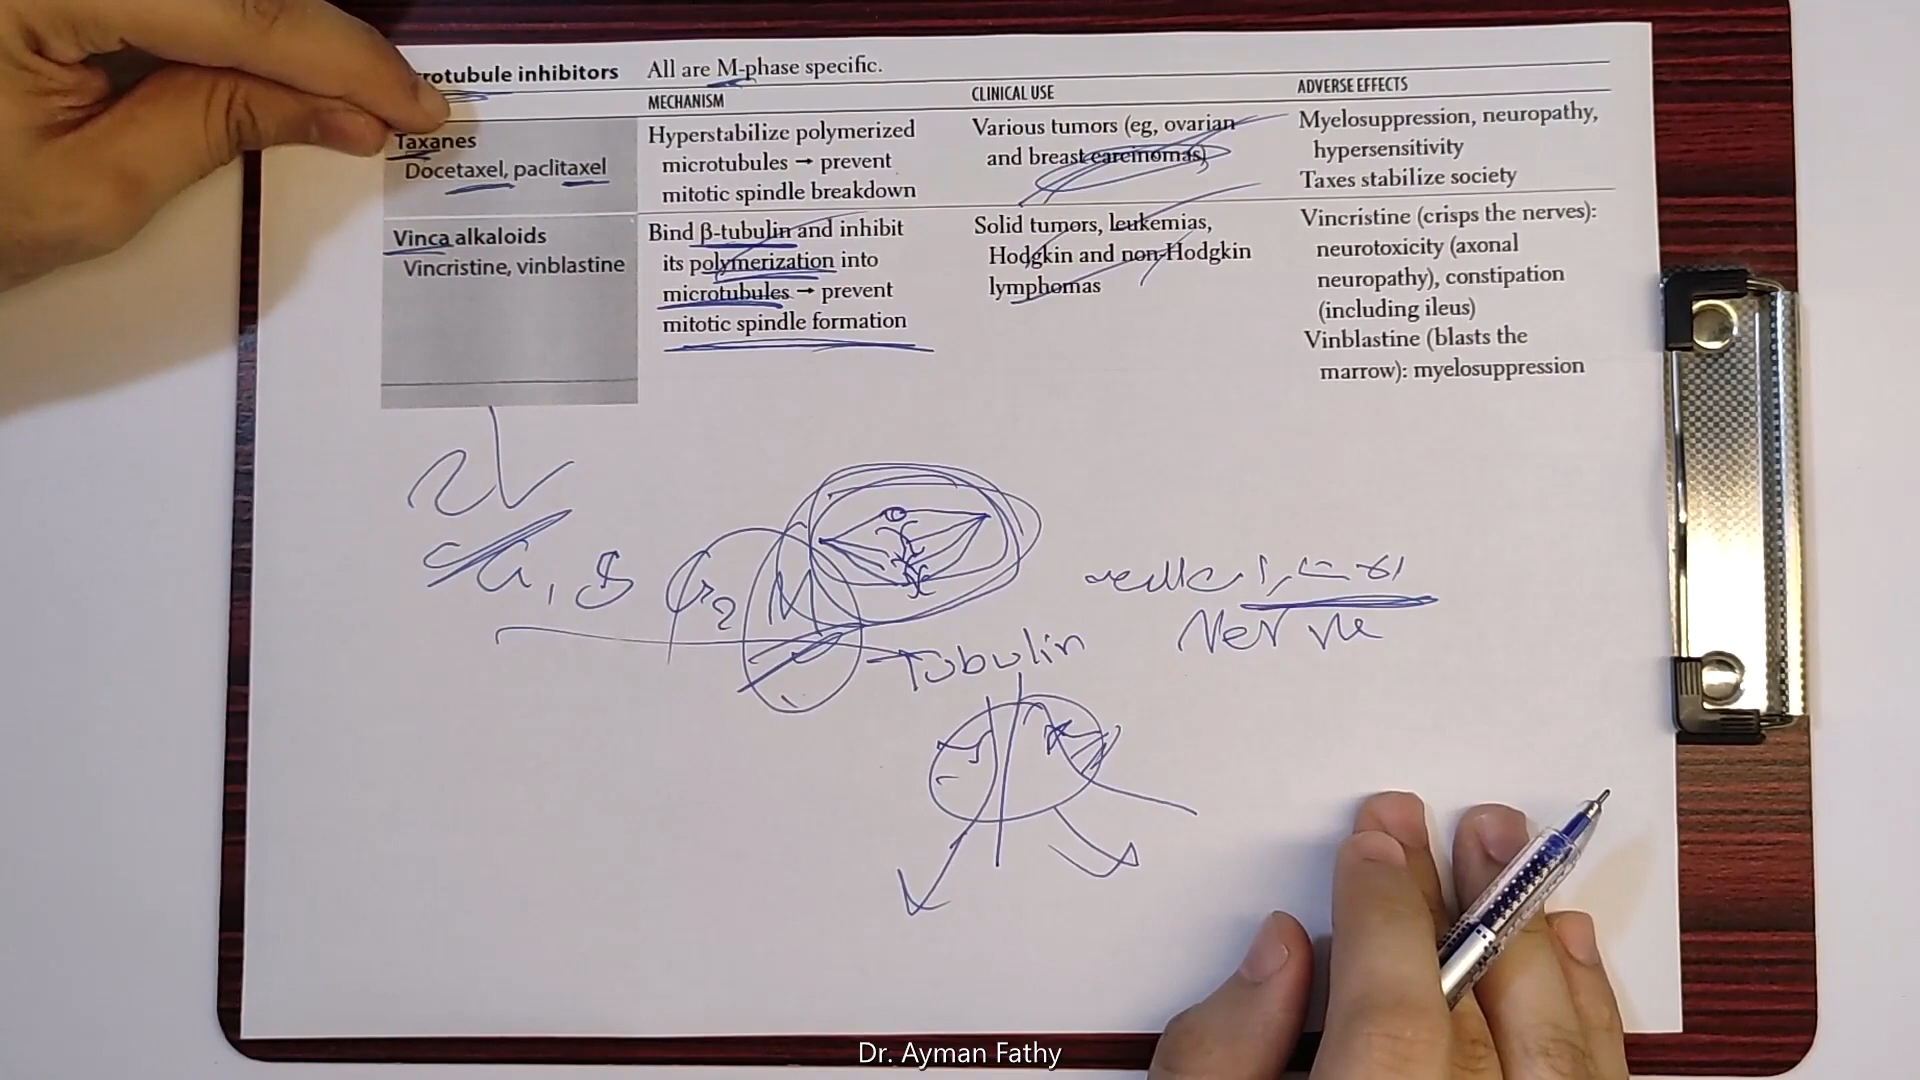 rotubule inhibitors All are M-phase specific.
MECHANISM CLINICAL USE ADVERSE EFFECTS
Taxanes
Docetaxel, paclitaxel
Hyperstabilize polymerized
microtubules → prevent
mitotic spindle breakdown
Various tumors (eg, ovarian
and breast carcinomas)
Myelosuppression, neuropathy,
hypersensitivity
Taxes stabilize society
Vinca alkaloids
Vincristine, vinblastine
Bind β-tubulin and inhibit
its polymerization into
microtubules → prevent
mitotic spindle formation
Solid tumors, leukemias,
Hodgkin and non-Hodgkin
lymphomas
Vincristine (crisps the nerves):
neurotoxicity (axonal
neuropathy), constipation
(including ileus)
Vinblastine (blasts the
marrow): myelosuppression
G1 S G2 M
Tubulin
Nerve
Dr. Ayman Fathy